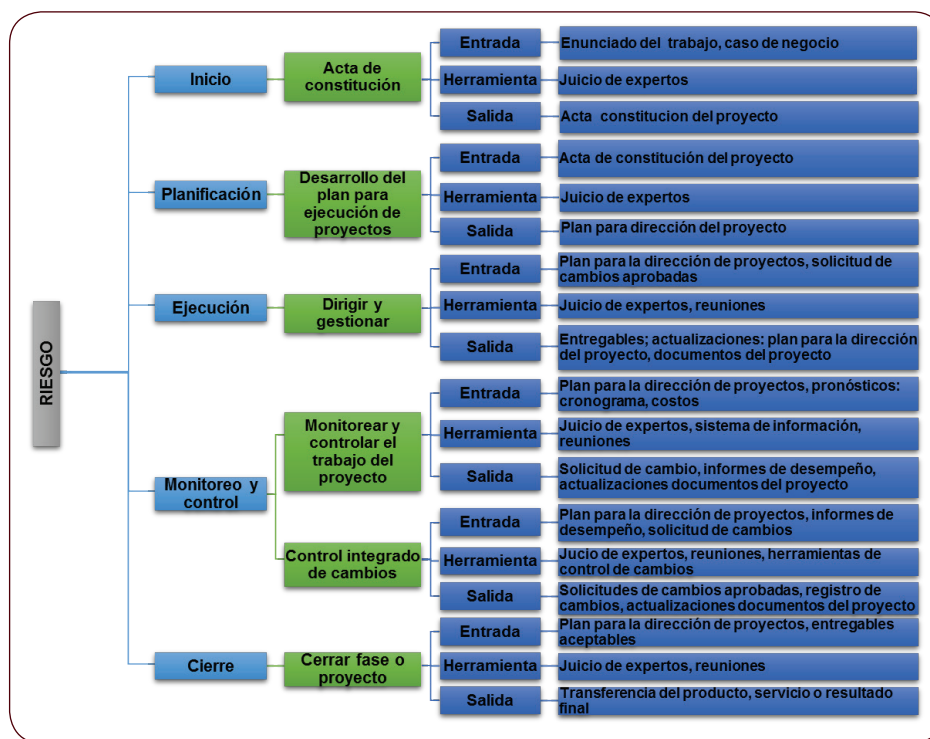 RIESGO
Inicio
Acta de
constitución
Entrada
Enunciado del trabajo, caso de negocio
Herramienta
Juicio de expertos
Salida
Acta constitucion del proyecto
Planificación
Desarrollo del
plan para
ejecución de
proyectos
Entrada
Acta de constitución del proyecto
Herramienta
Juicio de expertos
Salida
Plan para dirección del proyecto
Ejecución
Dirigir y
gestionar
Entrada
Plan para la dirección de proyectos, solicitud de
cambios aprobadas
Herramienta
Juicio de expertos, reuniones
Salida
Entregables; actualizaciones: plan para la dirección
del proyecto, documentos del proyecto
Monitoreo y
control
Monitorear y
controlar el
trabajo del
proyecto
Entrada
Plan para la dirección de proyectos, pronósticos:
cronograma, costos
Herramienta
Juicio de expertos, sistema de información,
reuniones
Salida
Solicitud de cambio, informes de desempeño,
actualizaciones documentos del proyecto
Control integrado
de cambios
Entrada
Plan para la dirección de proyectos, informes de
desempeño, solicitud de cambios
Herramienta
Jucio de expertos, reuniones, herramientas de
control de cambios
Salida
Solicitudes de cambios aprobadas, registro de
cambios, actualizaciones documentos del proyecto
Cierre
Cerrar fase o
proyecto
Entrada
Plan para la dirección de proyectos, entregables
aceptables
Herramienta
Juicio de expertos, reuniones
Salida
Transferencia del producto, servicio o resultado
final